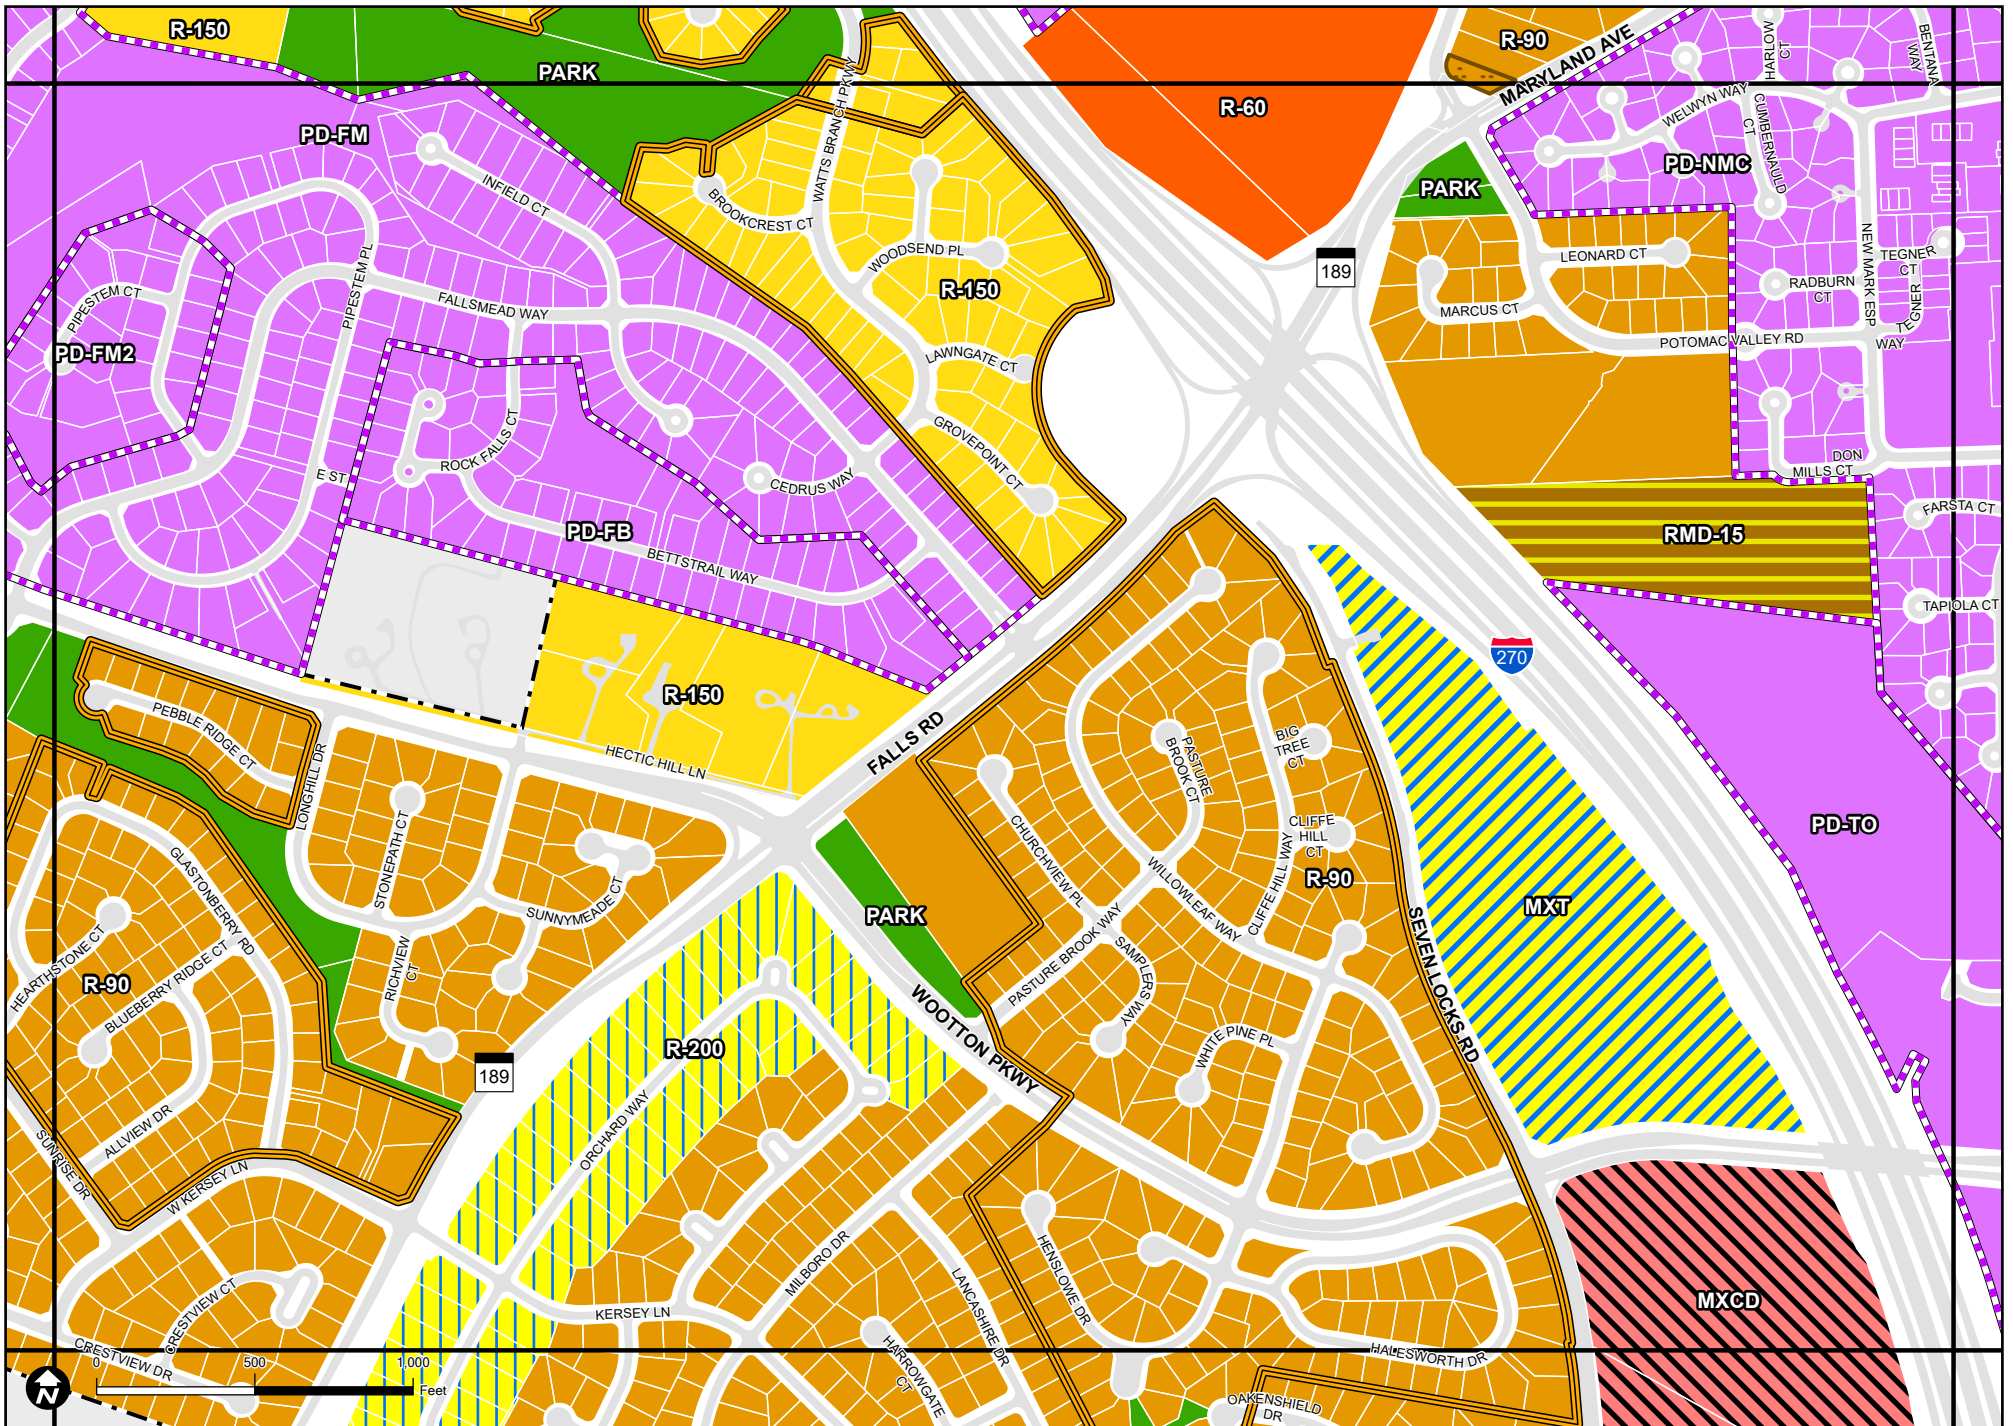 R-150
PARK
R-90
MARYLAND AVE
HARLOW
CT
BENTANA
WAY
R-60
WELWYN WAY
CUMBERNAULD
CT
PD-FM
WATTS BRANCH PKWY
PD-NMC
INFIELD CT
BROOKCREST CT
PARK
WOODSEND PL
189
LEONARD CT
NEWMARK ESP
TEGNER
CT
PIPESTEM CT
PIPESTEM PL
R-150
MARCUS CT
RADBURN
CT
TEGNER
WAY
FALLSMEAD WAY
POTOMAC VALLEY RD
WAY
PD-FM2
LAWNGATE CT
ROCK FALLS CT
GROVEPOINT CT
E ST
CEDRUS WAY
DON
MILLS CT
PD-FB
RMD-15
FARSTA CT
BETTSTRAIL WAY
TAPIOLA CT
270
R-150
PEBBLE RIDGE CT
FALLS RD
BIG
TREE
CT
PASTURE
BROOK CT
HECTIC HILL LN
LONGHILL DR
CHURCHVIEW PL
CLIFFE
HILL
CT
PD-TO
STONEPATH CT
GLASTONBERRY RD
WILLOWLEAF WAY
CLIFFE HILL WAY
R-90
SUNNYMEADE CT
PARK
MXT
HEARTHSTONE CT
BLUEBERRY RIDGE CT
RICHVIEW
CT
PASTURE BROOK WAY
SAMPLERS WAY
SEVEN LOCKS RD
R-90
WOOTTON PKWY
R-200
WHITE PINE PL
189
ORCHARD WAY
ALLVIEW DR
SUNRISE DR
W KERSEY LN
MILBORO DR
HENSLOWE DR
LANCASHIRE DR
CRESTVIEW CT
KERSEY LN
MXCD
HARROWGATE
CT
HALESWORTH DR
CRESTVIEW DR
OAKENSHIELD
DR
N
0 500 1,000
Feet